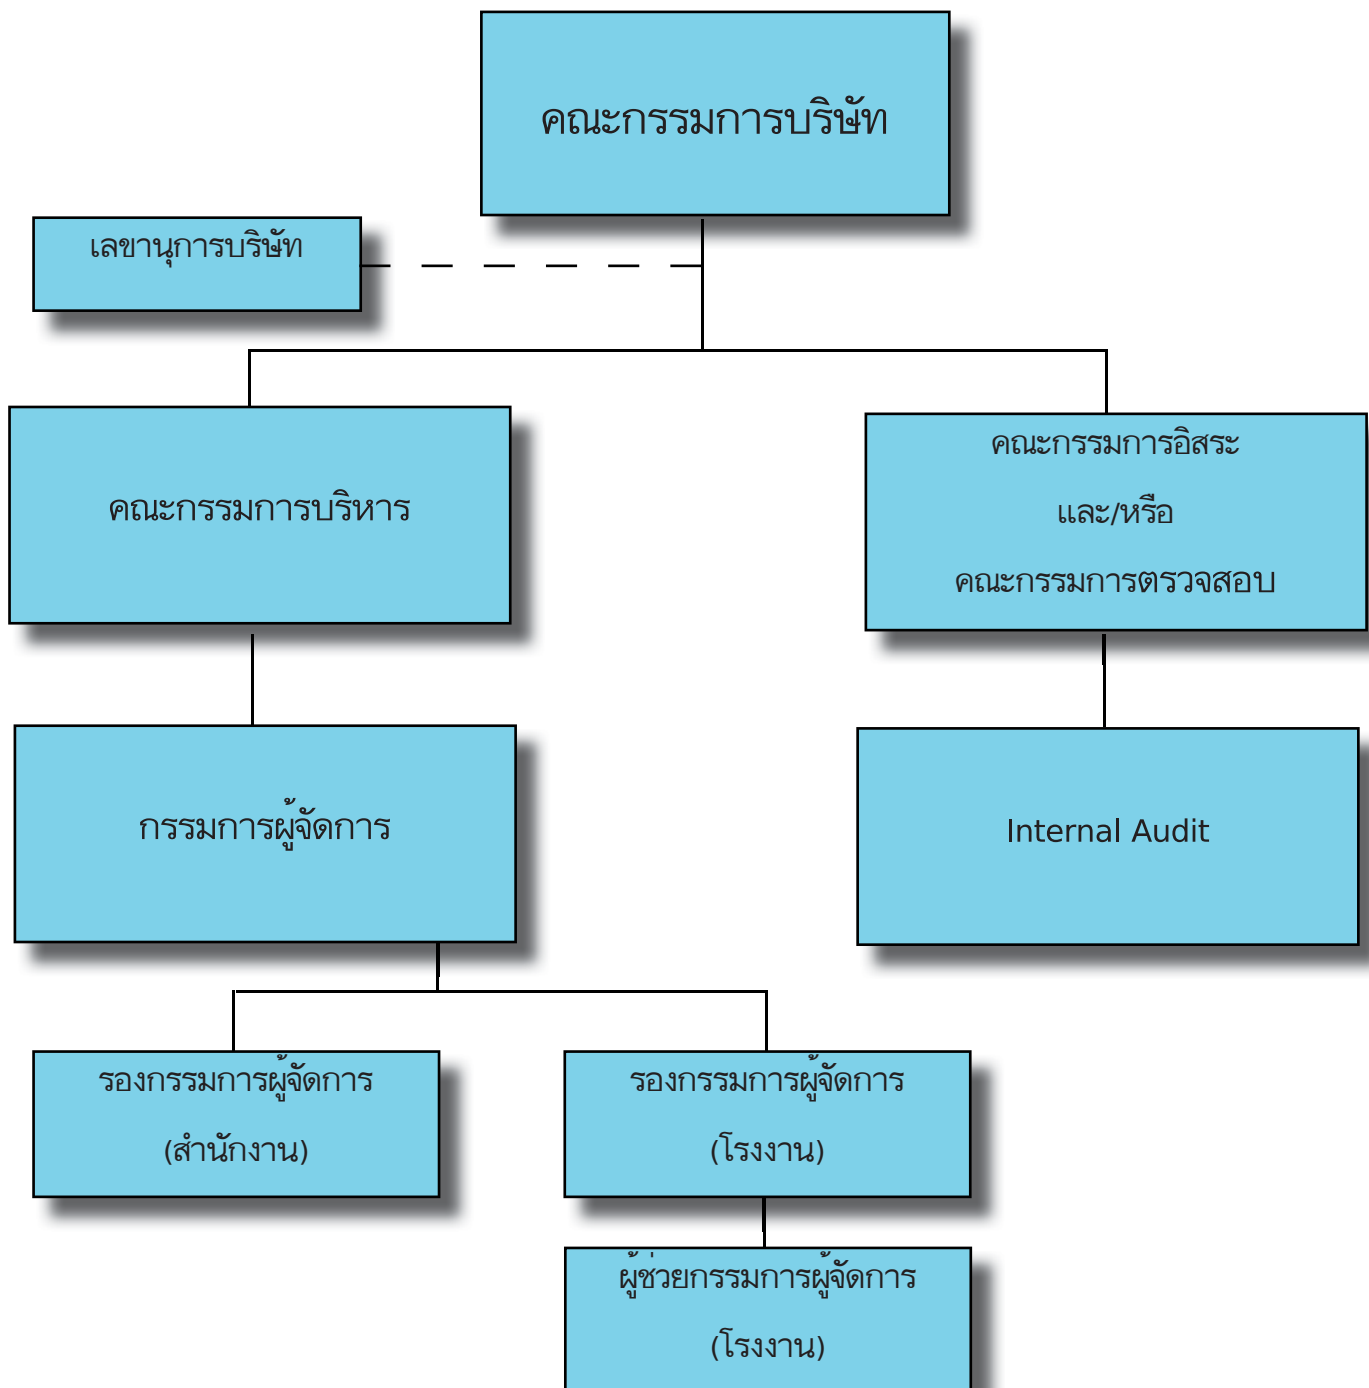 คณะกรรมการบริษัท
เลขานุการบริษัท
คณะกรรมการบริหาร
คณะกรรมการอิสระ
และ/หรือ
คณะกรรมการตรวจสอบ
กรรมการผู้จัดการ
Internal Audit
รองกรรมการผู้จัดการ
(สำนักงาน)
รองกรรมการผู้จัดการ
(โรงงาน)
ผู้ช่วยกรรมการผู้จัดการ
(โรงงาน)